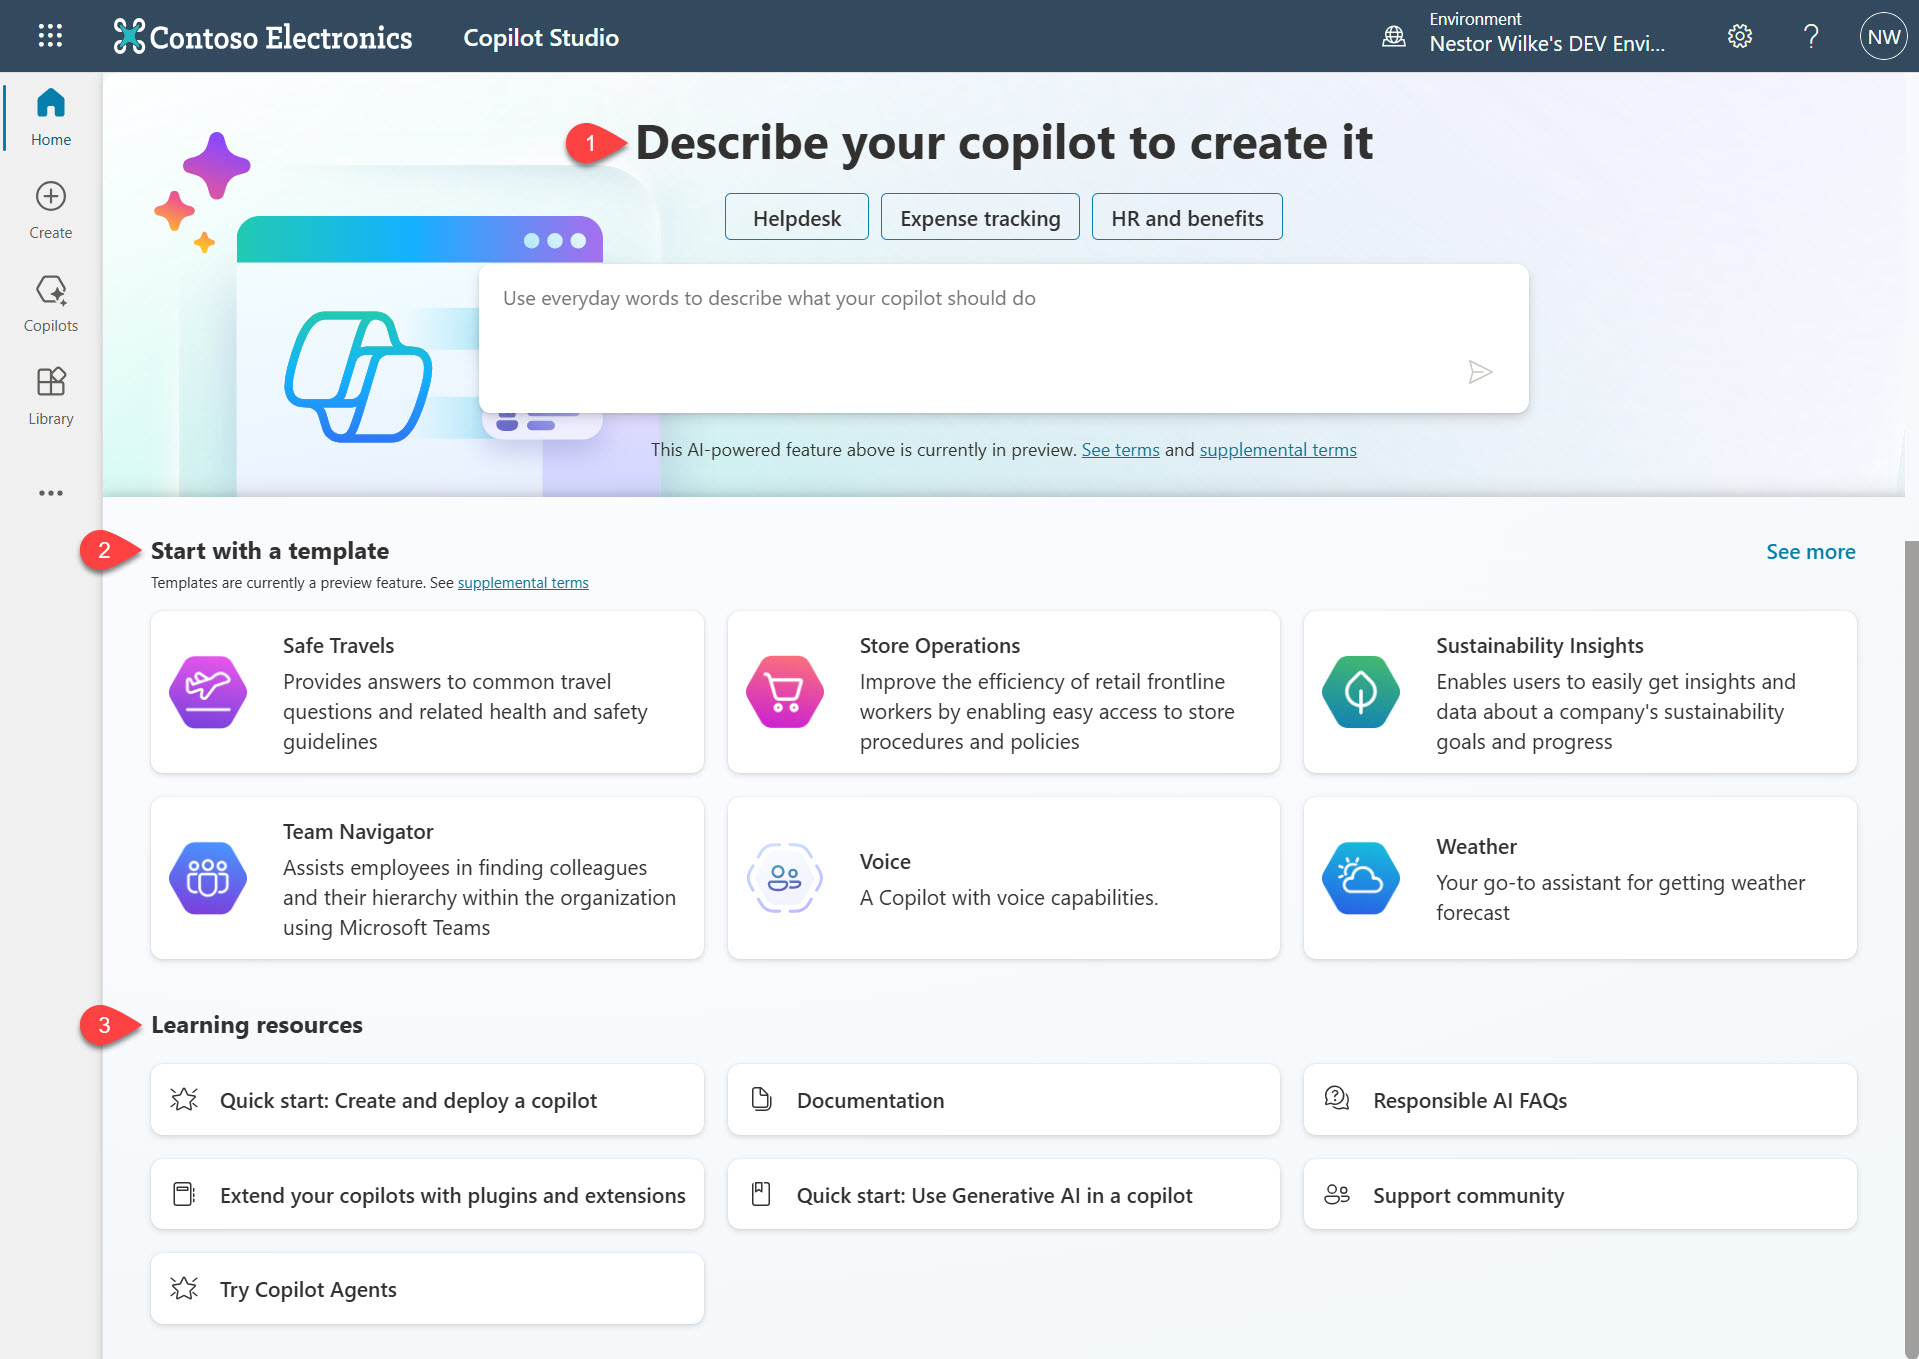 Contoso Electronics
Copilot Studio
Environment
Nestor Wilke's DEV Envi...
NW
Home
Create
Copilots
Library
1
Describe your copilot to create it
Helpdesk
Expense tracking
HR and benefits
Use everyday words to describe what your copilot should do
This AI-powered feature above is currently in preview. See terms and supplemental terms
2
Start with a template
See more
Templates are currently a preview feature. See supplemental terms
Safe Travels
Provides answers to common travel
questions and related health and safety
guidelines
Store Operations
Improve the efficiency of retail frontline
workers by enabling easy access to store
procedures and policies
Sustainability Insights
Enables users to easily get insights and
data about a company's sustainability
goals and progress
Team Navigator
Assists employees in finding colleagues
and their hierarchy within the organization
using Microsoft Teams
Voice
A Copilot with voice capabilities.
Weather
Your go-to assistant for getting weather
forecast
3
Learning resources
Quick start: Create and deploy a copilot
Documentation
Responsible AI FAQs
Extend your copilots with plugins and extensions
Quick start: Use Generative AI in a copilot
Support community
Try Copilot Agents